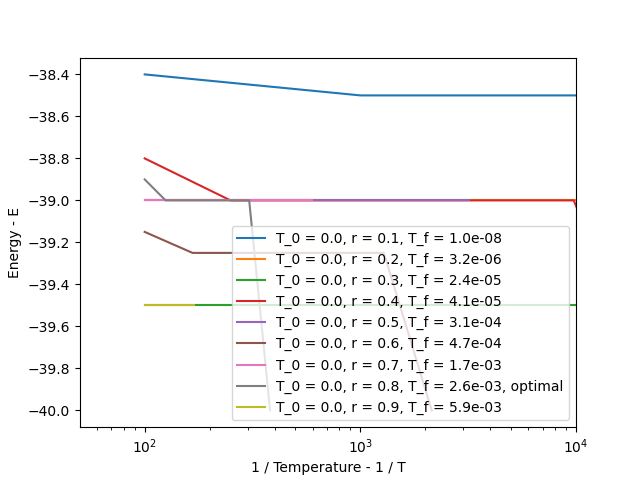 −38.4
−38.6
−38.8
−39.0
−39.2
−39.4
−39.6
−39.8
−40.0
Energy - E
T_0 = 0.0, r = 0.1, T_f = 1.0e-08
T_0 = 0.0, r = 0.2, T_f = 3.2e-06
T_0 = 0.0, r = 0.3, T_f = 2.4e-05
T_0 = 0.0, r = 0.4, T_f = 4.1e-05
T_0 = 0.0, r = 0.5, T_f = 3.1e-04
T_0 = 0.0, r = 0.6, T_f = 4.7e-04
T_0 = 0.0, r = 0.7, T_f = 1.7e-03
T_0 = 0.0, r = 0.8, T_f = 2.6e-03, optimal
T_0 = 0.0, r = 0.9, T_f = 5.9e-03
10² 10³ 10⁴
1 / Temperature - 1 / T